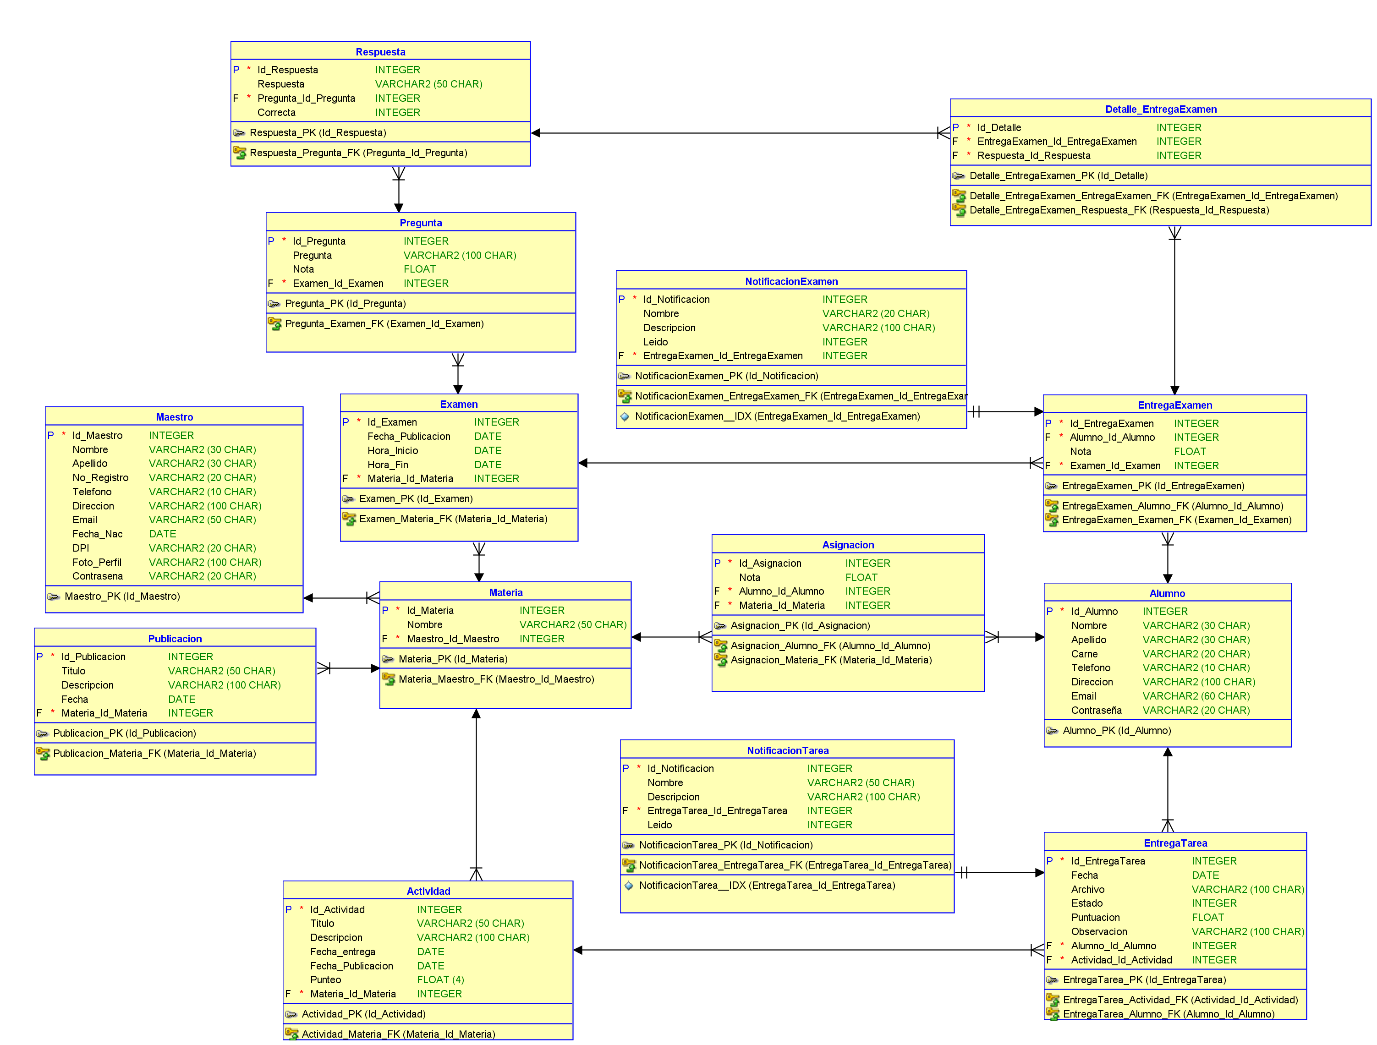 Respuesta
P * Id_Respuesta INTEGER
Respuesta VARCHAR2 (50 CHAR)
F * Pregunta_Id_Pregunta INTEGER
Correcta INTEGER
Respuesta_PK (Id_Respuesta)
Respuesta_Pregunta_FK (Pregunta_Id_Pregunta)
Detalle_EntregaExamen
P * Id_Detalle INTEGER
F * EntregaExamen_Id_EntregaExamen INTEGER
F * Respuesta_Id_Respuesta INTEGER
Detalle_EntregaExamen_PK (Id_Detalle)
Detalle_EntregaExamen_EntregaExamen_FK (EntregaExamen_Id_EntregaExamen)
Detalle_EntregaExamen_Respuesta_FK (Respuesta_Id_Respuesta)
Pregunta
P * Id_Pregunta INTEGER
Pregunta VARCHAR2 (100 CHAR)
Nota FLOAT
F * Examen_Id_Examen INTEGER
Pregunta_PK (Id_Pregunta)
Pregunta_Examen_FK (Examen_Id_Examen)
NotificacionExamen
P * Id_Notificacion INTEGER
Nombre VARCHAR2 (20 CHAR)
Descripcion VARCHAR2 (100 CHAR)
Leido INTEGER
F * EntregaExamen_Id_EntregaExamen INTEGER
NotificacionExamen_PK (Id_Notificacion)
NotificacionExamen_EntregaExamen_FK (EntregaExamen_Id_EntregaExar
NotificacionExamen__IDX (EntregaExamen_Id_EntregaExamen)
Examen
P * Id_Examen INTEGER
Fecha_Publicacion DATE
Hora_Inicio DATE
Hora_Fin DATE
F * Materia_Id_Materia INTEGER
Examen_PK (Id_Examen)
Examen_Materia_FK (Materia_Id_Materia)
EntregaExamen
P * Id_EntregaExamen INTEGER
F * Alumno_Id_Alumno INTEGER
Nota FLOAT
F * Examen_Id_Examen INTEGER
EntregaExamen_PK (Id_EntregaExamen)
EntregaExamen_Alumno_FK (Alumno_Id_Alumno)
EntregaExamen_Examen_FK (Examen_Id_Examen)
Maestro
P * Id_Maestro INTEGER
Nombre VARCHAR2 (30 CHAR)
Apellido VARCHAR2 (30 CHAR)
No_Registro VARCHAR2 (20 CHAR)
Telefono VARCHAR2 (10 CHAR)
Direccion VARCHAR2 (100 CHAR)
Email VARCHAR2 (50 CHAR)
Fecha_Nac DATE
DPI VARCHAR2 (20 CHAR)
Foto_Perfil VARCHAR2 (100 CHAR)
Contrasena VARCHAR2 (20 CHAR)
Maestro_PK (Id_Maestro)
Asignacion
P * Id_Asignacion INTEGER
Nota FLOAT
F * Alumno_Id_Alumno INTEGER
F * Materia_Id_Materia INTEGER
Asignacion_PK (Id_Asignacion)
Asignacion_Alumno_FK (Alumno_Id_Alumno)
Asignacion_Materia_FK (Materia_Id_Materia)
Materia
P * Id_Materia INTEGER
Nombre VARCHAR2 (50 CHAR)
F * Maestro_Id_Maestro INTEGER
Materia_PK (Id_Materia)
Materia_Maestro_FK (Maestro_Id_Maestro)
Alumno
P * Id_Alumno INTEGER
Nombre VARCHAR2 (30 CHAR)
Apellido VARCHAR2 (30 CHAR)
Carne VARCHAR2 (20 CHAR)
Telefono VARCHAR2 (10 CHAR)
Direccion VARCHAR2 (100 CHAR)
Email VARCHAR2 (60 CHAR)
Contraseña VARCHAR2 (20 CHAR)
Alumno_PK (Id_Alumno)
Publicacion
P * Id_Publicacion INTEGER
Titulo VARCHAR2 (50 CHAR)
Descripcion VARCHAR2 (100 CHAR)
Fecha DATE
F * Materia_Id_Materia INTEGER
Publicacion_PK (Id_Publicacion)
Publicacion_Materia_FK (Materia_Id_Materia)
NotificacionTarea
P * Id_Notificacion INTEGER
Nombre VARCHAR2 (50 CHAR)
Descripcion VARCHAR2 (100 CHAR)
F * EntregaTarea_Id_EntregaTarea INTEGER
Leido INTEGER
NotificacionTarea_PK (Id_Notificacion)
NotificacionTarea_EntregaTarea_FK (EntregaTarea_Id_EntregaTarea)
NotificacionTarea__IDX (EntregaTarea_Id_EntregaTarea)
EntregaTarea
P * Id_EntregaTarea INTEGER
Fecha DATE
Archivo VARCHAR2 (100 CHAR)
Estado INTEGER
Puntuacion FLOAT
Observacion VARCHAR2 (100 CHAR)
F * Alumno_Id_Alumno INTEGER
F * Actividad_Id_Actividad INTEGER
EntregaTarea_PK (Id_EntregaTarea)
EntregaTarea_Actividad_FK (Actividad_Id_Actividad)
EntregaTarea_Alumno_FK (Alumno_Id_Alumno)
Actividad
P * Id_Actividad INTEGER
Titulo VARCHAR2 (50 CHAR)
Descripcion VARCHAR2 (100 CHAR)
Fecha_entrega DATE
Fecha_Publicacion DATE
Punteo FLOAT (4)
F * Materia_Id_Materia INTEGER
Actividad_PK (Id_Actividad)
Actividad_Materia_FK (Materia_Id_Materia)